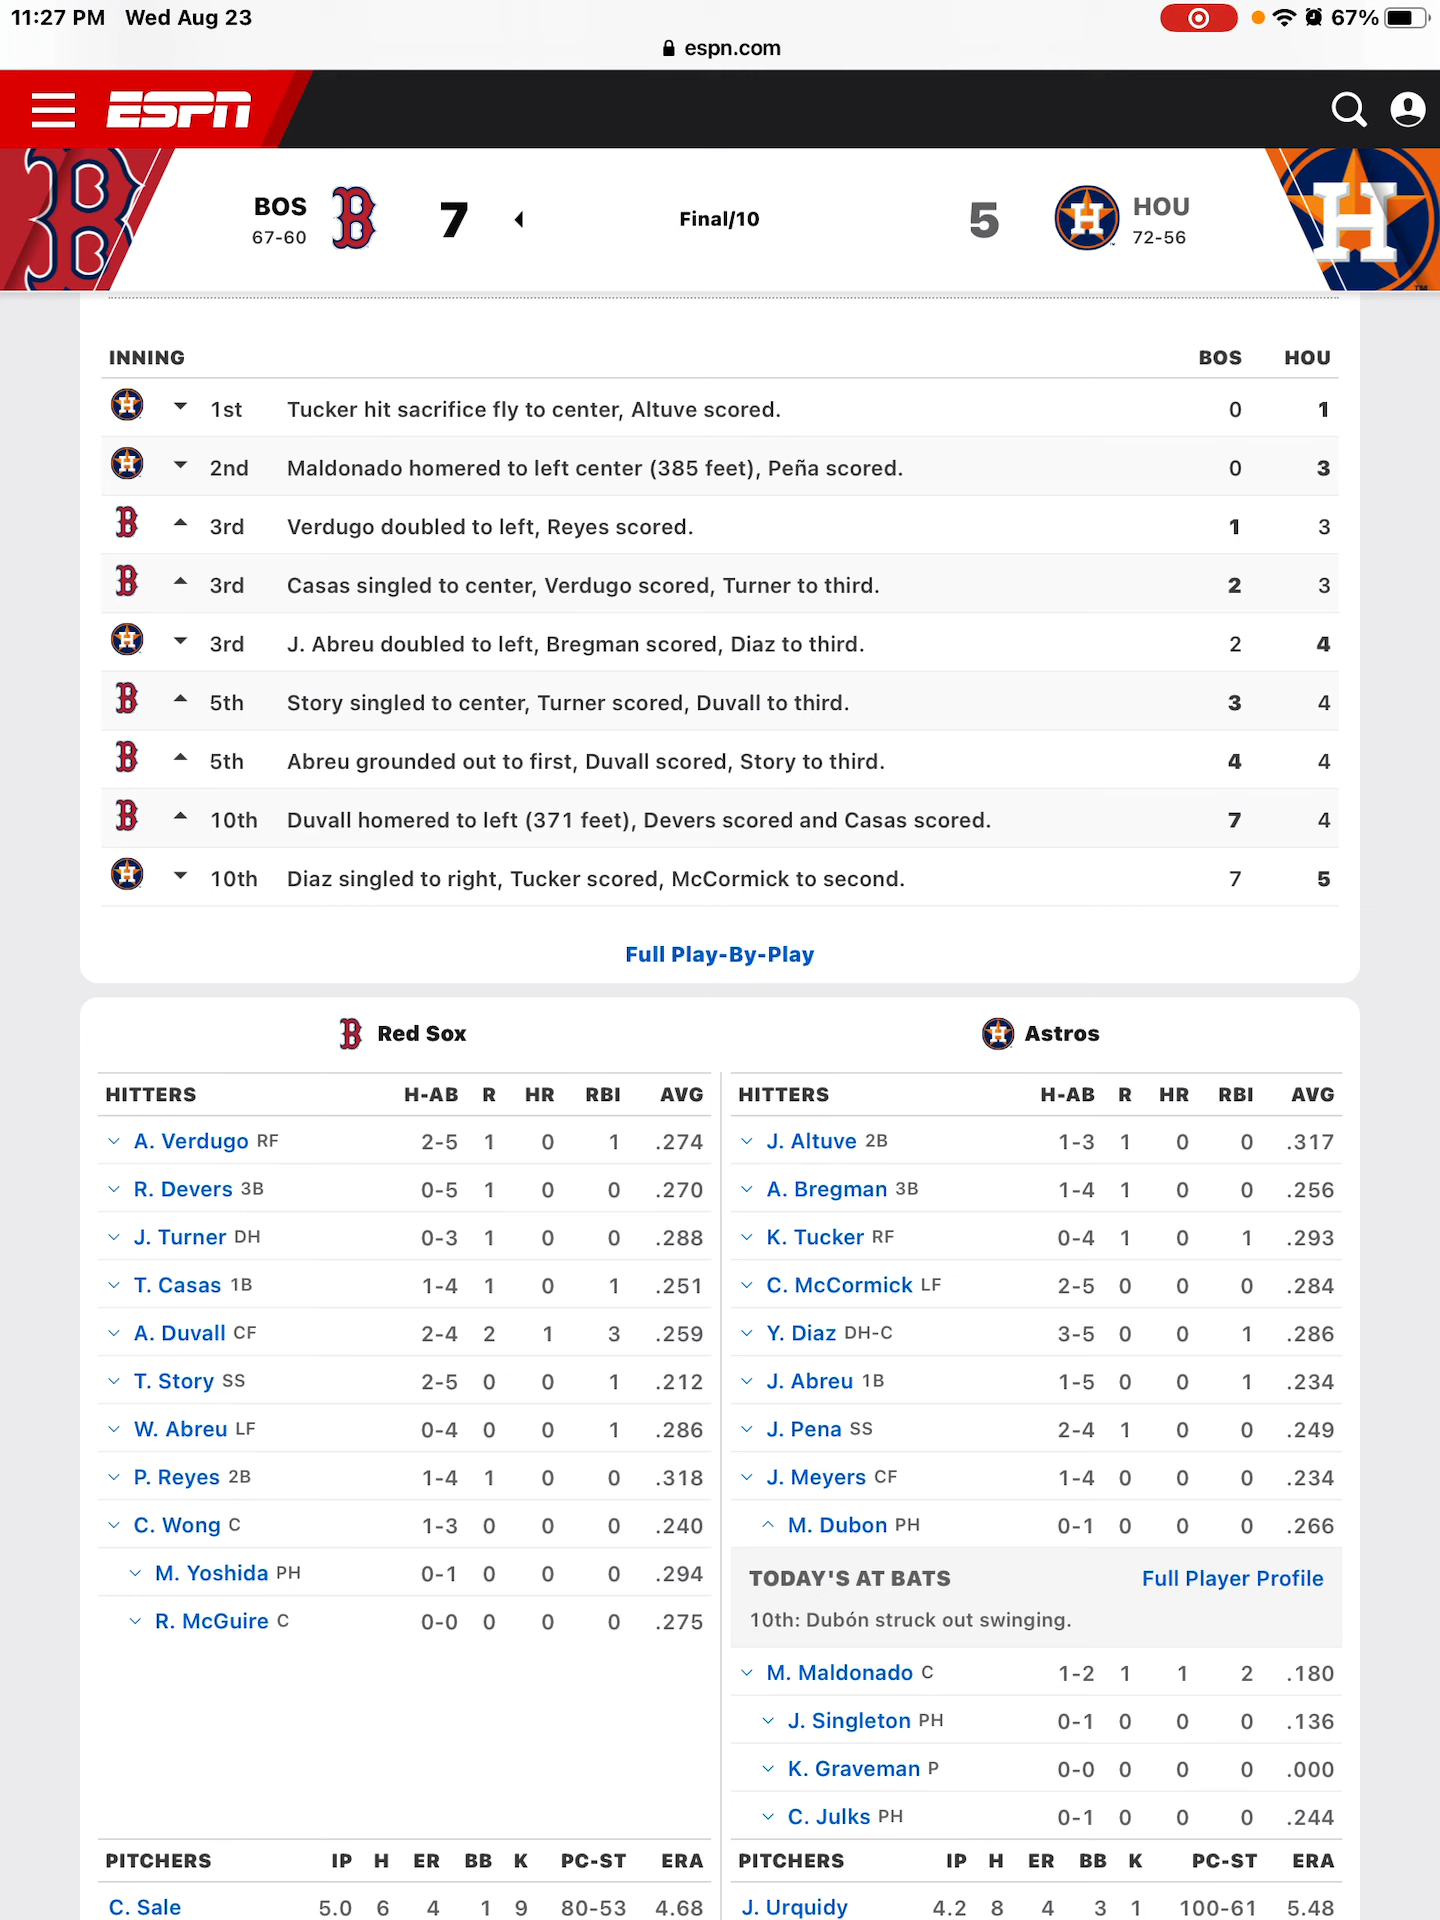 11:27 PM Wed Aug 23
67%
espn.com
ESPN
BOS
67-60
7
Final/10
5
HOU
72-56
INNING BOS HOU
1st Tucker hit sacrifice fly to center, Altuve scored. 0 1
2nd Maldonado homered to left center (385 feet), Peña scored. 0 3
3rd Verdugo doubled to left, Reyes scored. 1 3
3rd Casas singled to center, Verdugo scored, Turner to third. 2 3
3rd J. Abreu doubled to left, Bregman scored, Diaz to third. 2 4
5th Story singled to center, Turner scored, Duvall to third. 3 4
5th Abreu grounded out to first, Duvall scored, Story to third. 4 4
10th Duvall homered to left (371 feet), Devers scored and Casas scored. 7 4
10th Diaz singled to right, Tucker scored, McCormick to second. 7 5
Full Play-By-Play
Red Sox
HITTERS H-AB R HR RBI AVG
A. Verdugo RF 2-5 1 0 1 .274
R. Devers 3B 0-5 1 0 0 .270
J. Turner DH 0-3 1 0 0 .288
T. Casas 1B 1-4 1 0 1 .251
A. Duvall CF 2-4 2 1 3 .259
T. Story SS 2-5 0 0 1 .212
W. Abreu LF 0-4 0 0 1 .286
P. Reyes 2B 1-4 1 0 0 .318
C. Wong C 1-3 0 0 0 .240
M. Yoshida PH 0-1 0 0 0 .294
R. McGuire C 0-0 0 0 0 .275
PITCHERS IP H ER BB K PC-ST ERA
C. Sale 5.0 6 4 1 9 80-53 4.68
Astros
HITTERS H-AB R HR RBI AVG
J. Altuve 2B 1-3 1 0 0 .317
A. Bregman 3B 1-4 1 0 0 .256
K. Tucker RF 0-4 1 0 1 .293
C. McCormick LF 2-5 0 0 0 .284
Y. Diaz DH-C 3-5 0 0 1 .286
J. Abreu 1B 1-5 0 0 1 .234
J. Pena SS 2-4 1 0 0 .249
J. Meyers CF 1-4 0 0 0 .234
M. Dubon PH 0-1 0 0 0 .266
TODAY'S AT BATS Full Player Profile
10th: Dubón struck out swinging.
M. Maldonado C 1-2 1 1 2 .180
J. Singleton PH 0-1 0 0 0 .136
K. Graveman P 0-0 0 0 0 .000
C. Julks PH 0-1 0 0 0 .244
PITCHERS IP H ER BB K PC-ST ERA
J. Urquidy 4.2 8 4 3 1 100-61 5.48